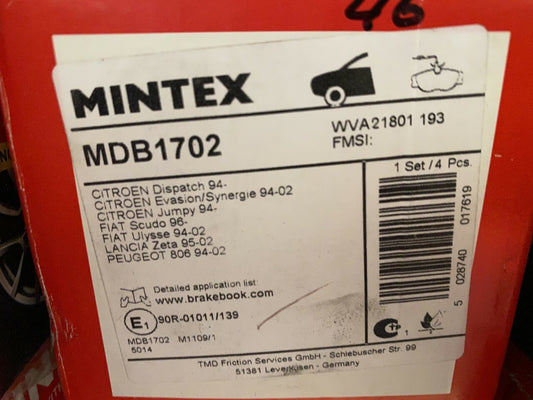 46
MINTEX
MDB1702
WVA21801 193
FMSI:
1 Set/4 Pcs.
CITROEN Dispatch 94-
CITROEN Evasion/Synergie 94-02
CITROEN Jumpy 94-
FIAT Scudo 96-
FIAT Ulysse 94-02
LANCIA Zeta 95-02
PEUGEOT 806 94-02
5 028740 017619
Detailed application list:
www.brakebook.com
E1 90R-01011/139
MDB1702 M1109/1
5014
1
TMD Friction Services GmbH - Schlebuscher Str. 99
51381 Leverkusen - Germany